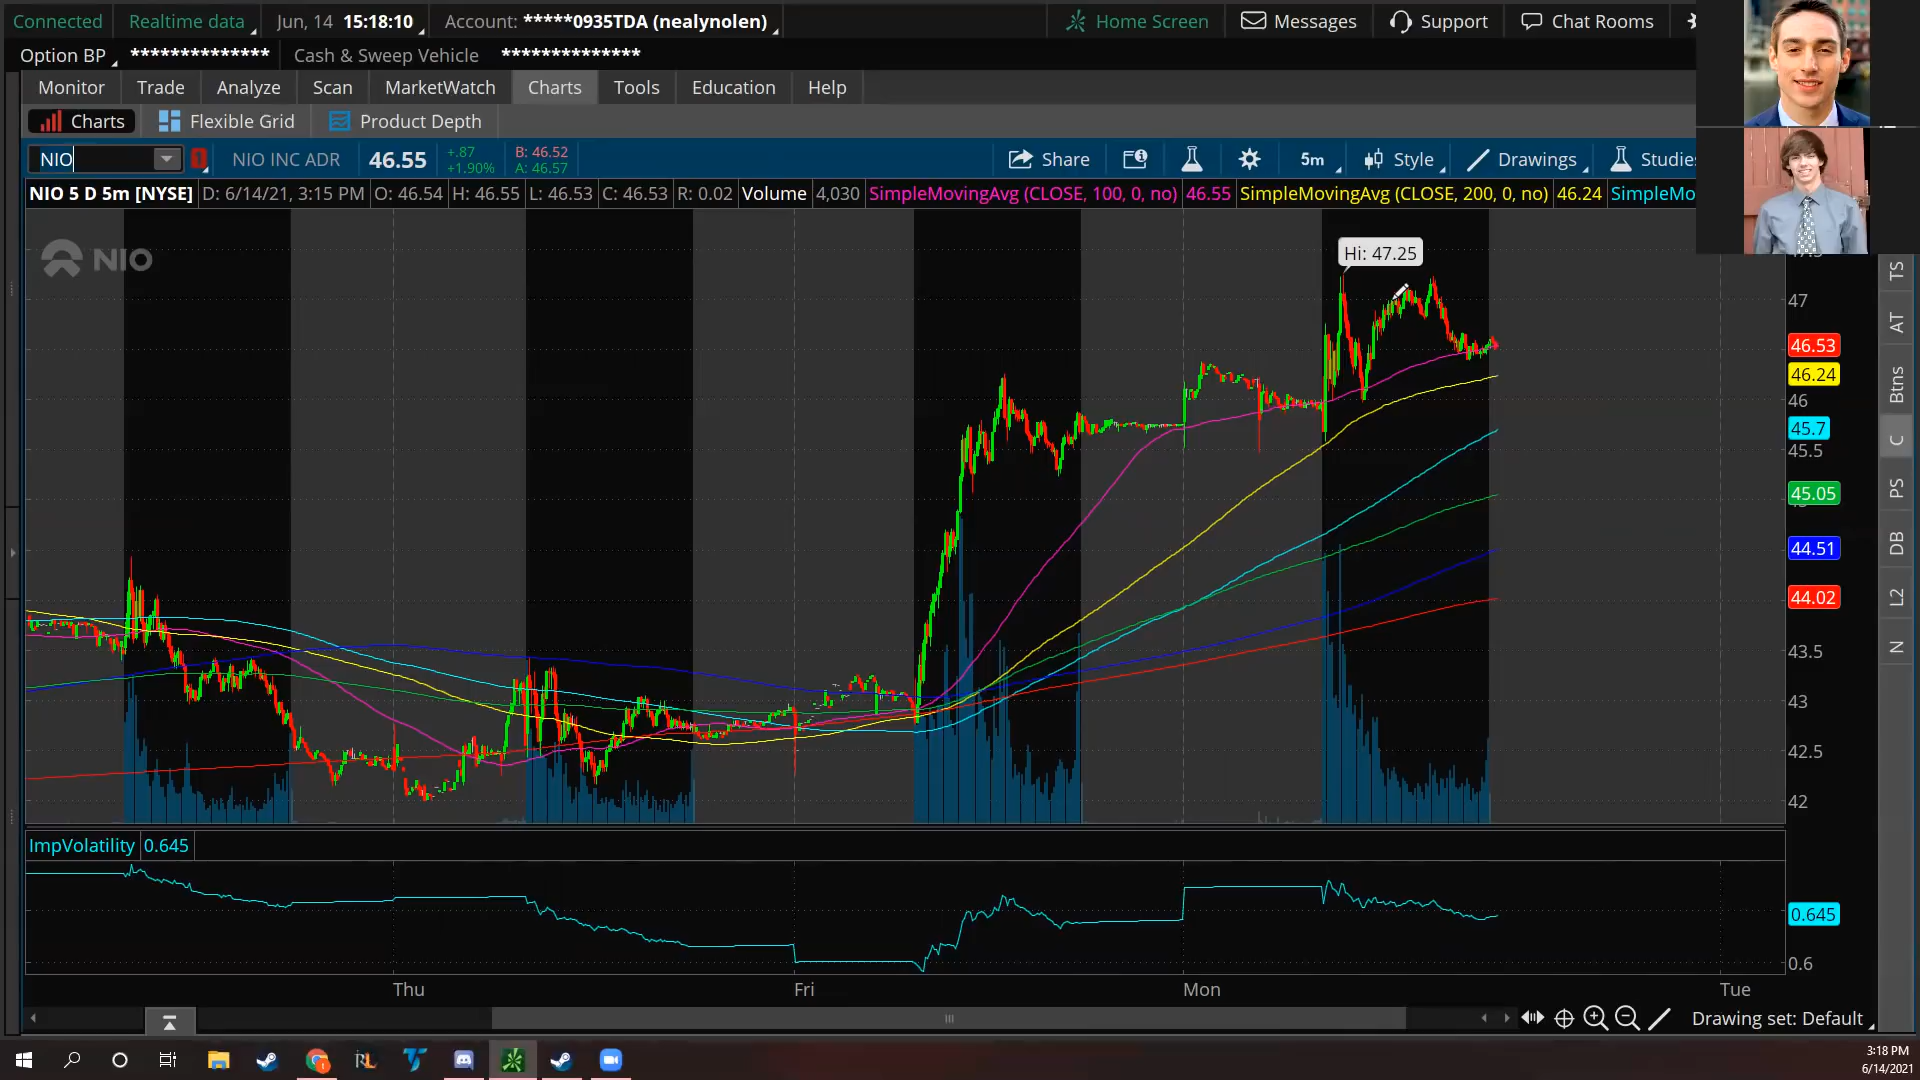 Connected Realtime data Jun, 14 15:18:10 Account: *****0935TDA (nealynolen) Home Screen Messages Support Chat Rooms
Option BP ************** Cash & Sweep Vehicle **************
Monitor Trade Analyze Scan MarketWatch Charts Tools Education Help
Charts Flexible Grid Product Depth
NIO 1 NIO INC ADR 46.55 +.87 B: 46.52 Share 5m Style Drawings Studies
+1.90% A: 46.57
NIO 5 D 5m [NYSE] D: 6/14/21, 3:15 PM O: 46.54 H: 46.55 L: 46.53 C: 46.53 R: 0.02 Volume 4,030 SimpleMovingAvg (CLOSE, 100, 0, no) 46.55 SimpleMovingAvg (CLOSE, 200, 0, no) 46.24 SimpleMo
NIO
Hi: 47.25
47
46.53
46.24
46
45.7
45.5
45.05
44.51
44.02
43.5
43
42.5
42
TS
AT
Btns
C
PS
DB
L2
N
ImpVolatility 0.645
0.645
0.6
Thu Fri Mon Tue
Drawing set: Default
3:18 PM
6/14/2021